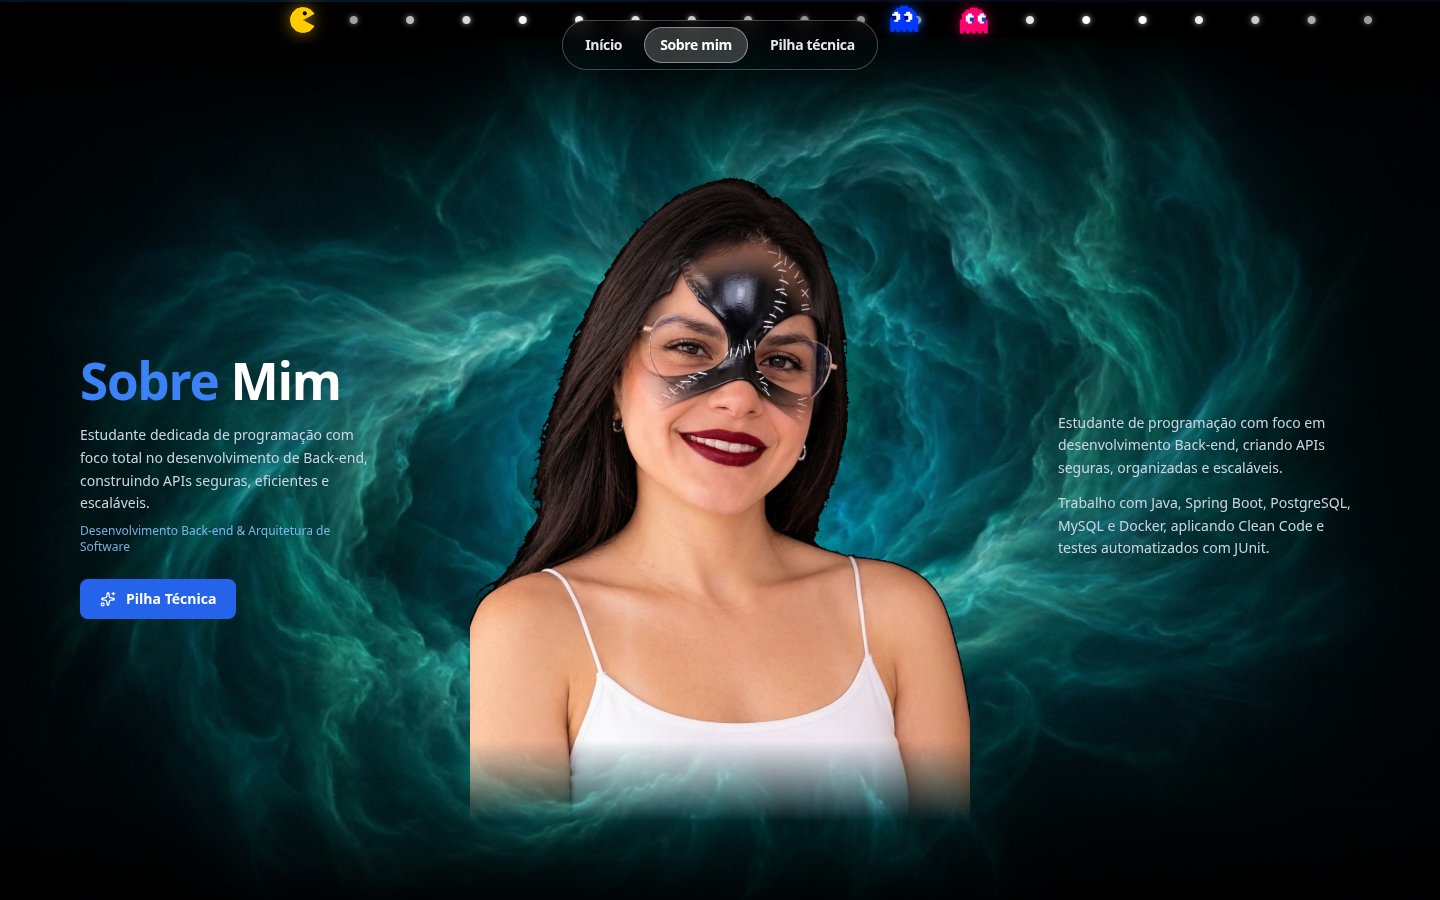 Início
Sobre mim
Pilha técnica
Sobre Mim
Estudante dedicada de programação com
foco total no desenvolvimento de Back-end,
construindo APIs seguras, eficientes e
escaláveis.
Desenvolvimento Back-end & Arquitetura de
Software
Pilha Técnica
Estudante de programação com foco em
desenvolvimento Back-end, criando APIs
seguras, organizadas e escaláveis.
Trabalho com Java, Spring Boot, PostgreSQL,
MySQL e Docker, aplicando Clean Code e
testes automatizados com JUnit.